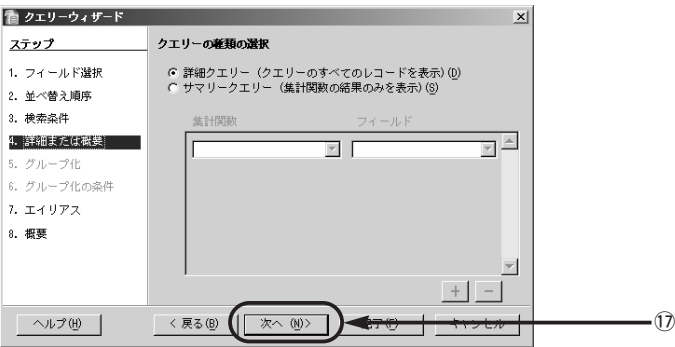 クエリーウィザード
ステップ
1. フィールド選択
2. 並べ替え順序
3. 検索条件
4. 詳細または概要
5. グループ化
6. グループ化の条件
7. エイリアス
8. 概要
クエリーの種類の選択
詳細クエリー (クエリーのすべてのレコードを表示)(D)
サマリークエリー (集計関数の結果のみを表示)(S)
集計関数 フィールド
+ −
ヘルプ(H) < 戻る(B) 次へ (N)> 完了(F) キャンセル
⑰